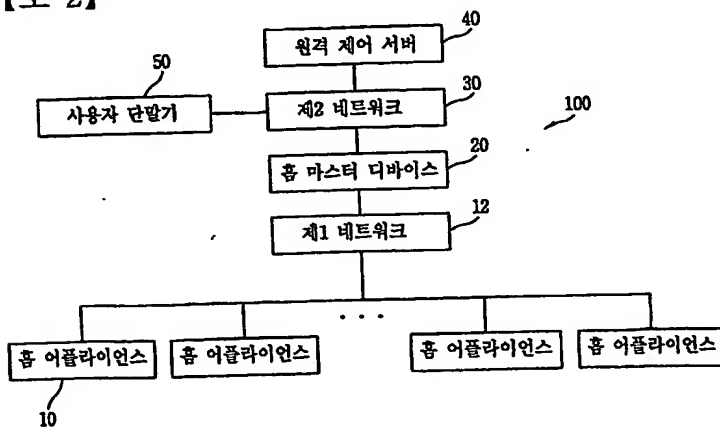 【도 2】
40
원격 제어 서버
50
30
사용자 단말기
제2 네트워크
100
20
홈 마스터 디바이스
12
제1 네트워크
...
홈 어플라이언스 홈 어플라이언스 홈 어플라이언스 홈 어플라이언스
10